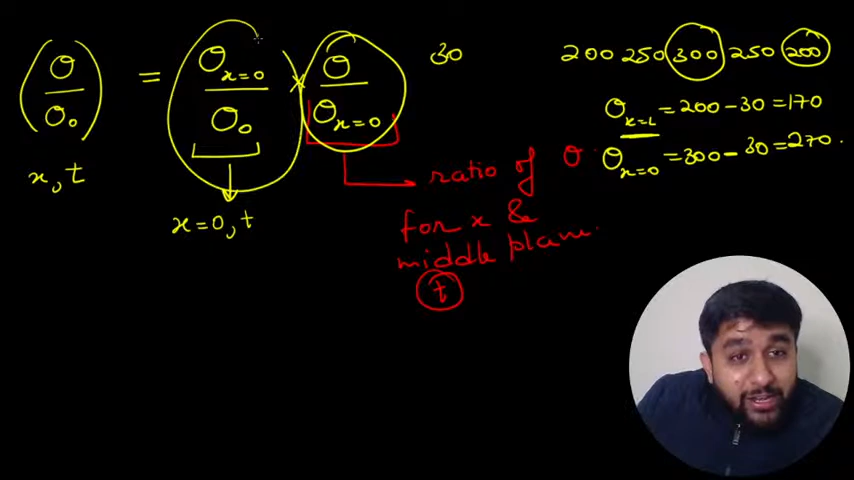 (θ/θ₀) = θx=0/θ₀ × θ/θx=0
x, t
x=0, t
30
200 250 300 250 200
θx=L = 200 - 30 = 170
θx=0 = 300 - 30 = 270.
ratio of θ.
for x &
middle plane.
t